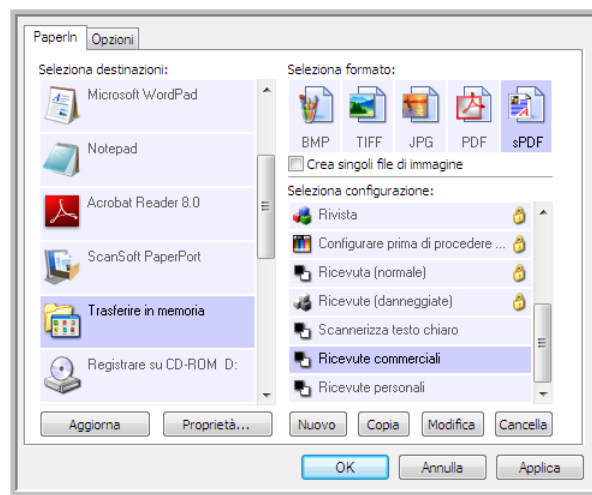 PaperIn Opzioni
Seleziona destinazioni:
Microsoft WordPad
Notepad
Acrobat Reader 8.0
ScanSoft PaperPort
Trasferire in memoria
Registrare su CD-ROM D:
Aggiorna Proprietà...
Seleziona formato:
BMP TIFF JPG PDF sPDF
Crea singoli file di immagine
Seleziona configurazione:
Rivista
Configurare prima di procedere ...
Ricevuta (normale)
Ricevute (danneggiate)
Scannerizza testo chiaro
Ricevute commerciali
Ricevute personali
Nuovo Copia Modifica Cancella
OK Annulla Applica